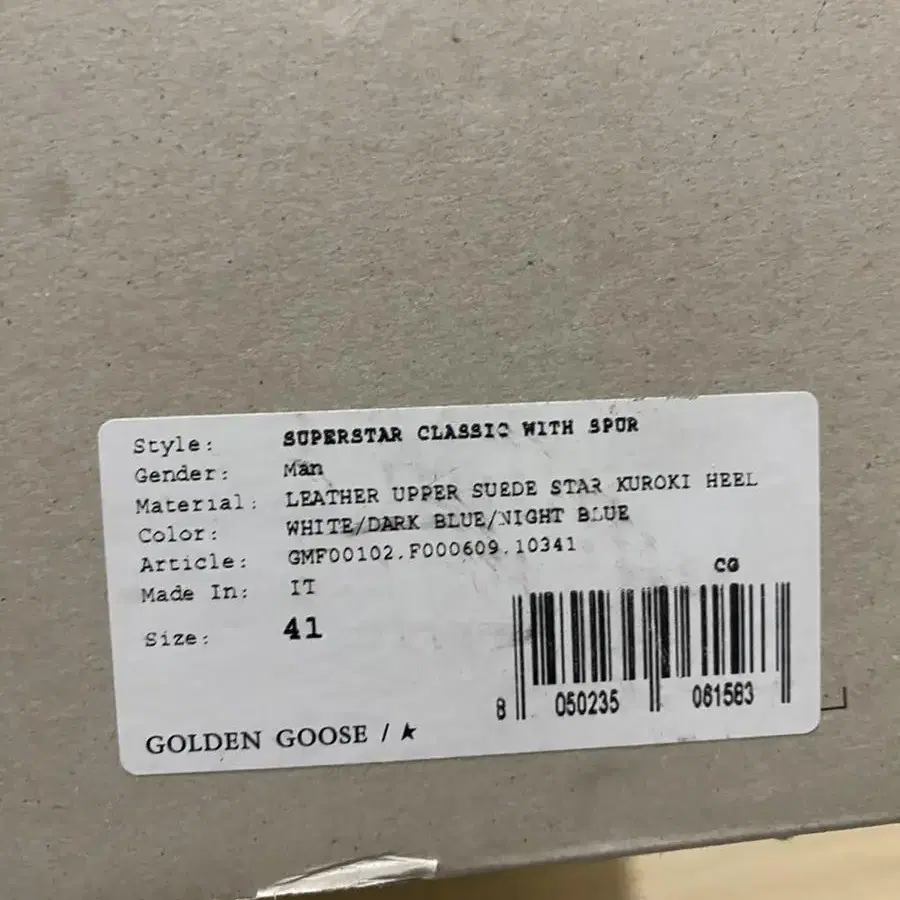 Style: SUPERSTAR CLASSIC WITH SPUR
Gender: Man
Material: LEATHER UPPER SUEDE STAR KUROKI HEEL
Color: WHITE/DARK BLUE/NIGHT BLUE
Article: GMF00102.F000609.10341
Made In: IT
CG
Size: 41
8 050235 061583
GOLDEN GOOSE / ★